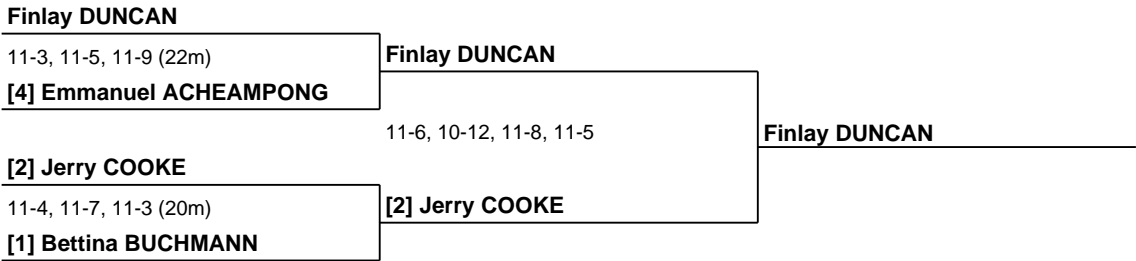 Finlay DUNCAN
11-3, 11-5, 11-9 (22m)
[4] Emmanuel ACHEAMPONG
Finlay DUNCAN
11-6, 10-12, 11-8, 11-5
Finlay DUNCAN
[2] Jerry COOKE
11-4, 11-7, 11-3 (20m)
[1] Bettina BUCHMANN
[2] Jerry COOKE